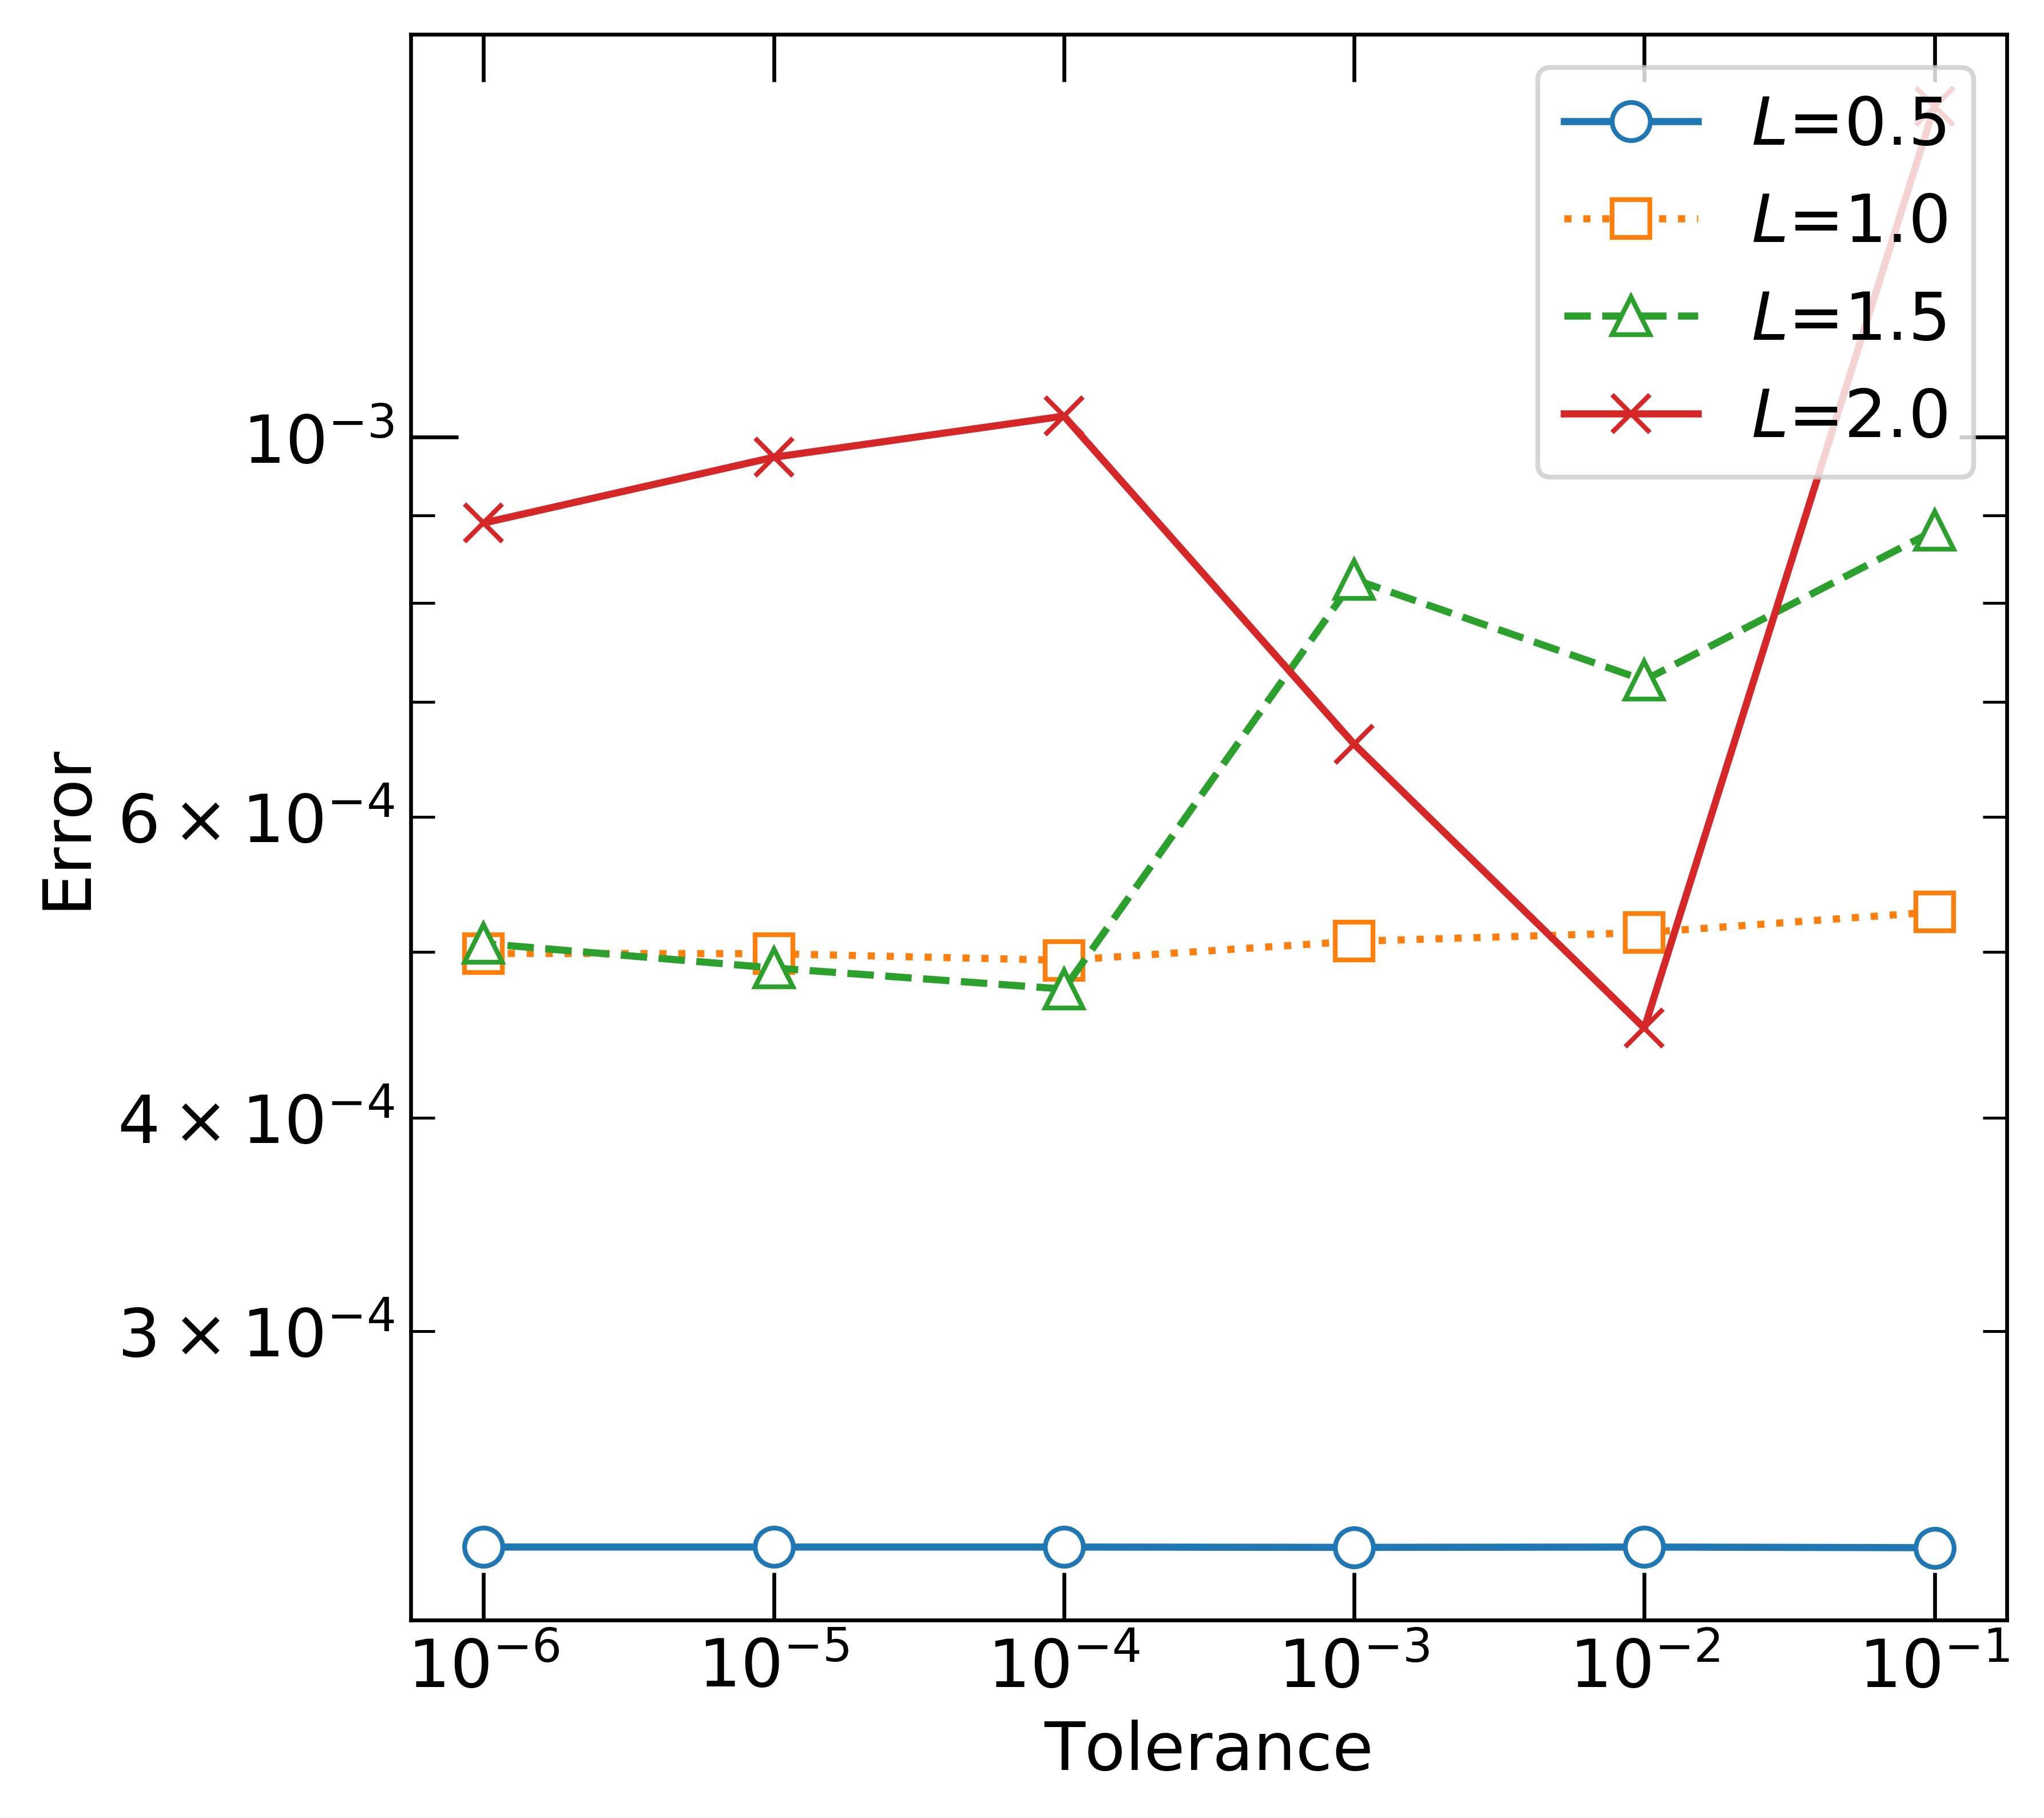 L=0.5
L=1.0
L=1.5
L=2.0
10⁻³
6 × 10⁻⁴
4 × 10⁻⁴
3 × 10⁻⁴
Error
10⁻⁶ 10⁻⁵ 10⁻⁴ 10⁻³ 10⁻² 10⁻¹
Tolerance